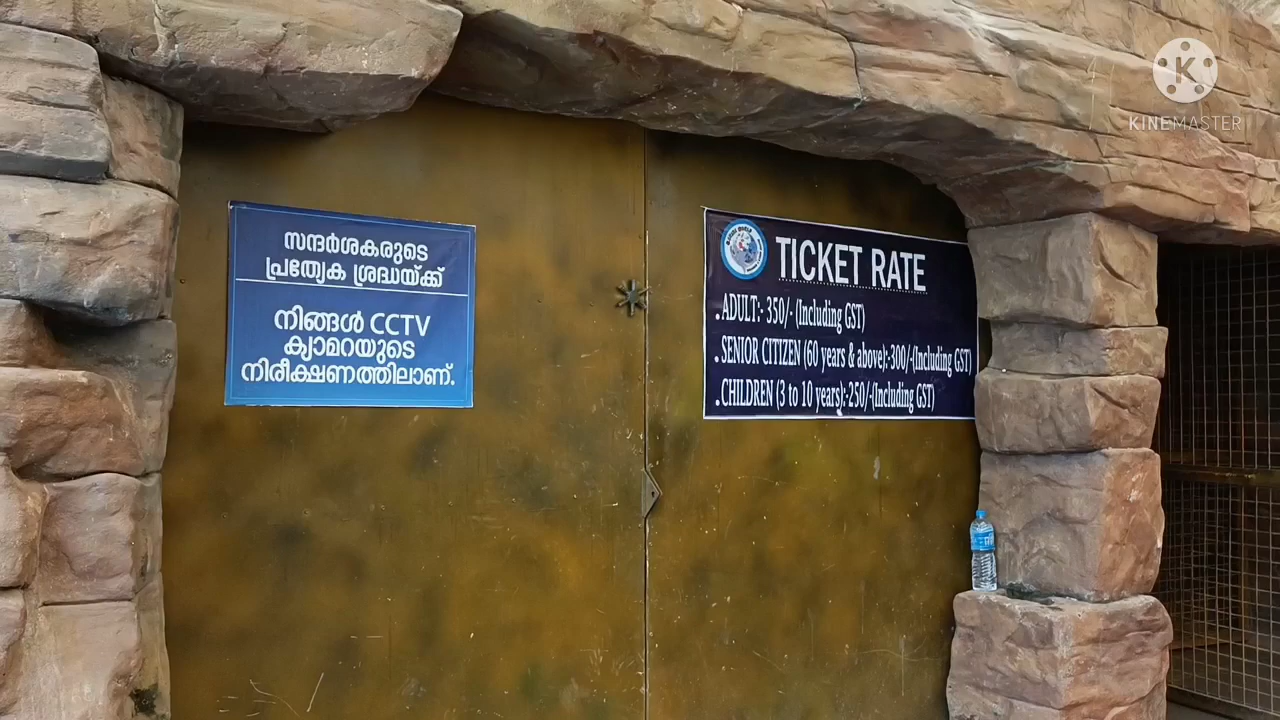 സന്ദർശകരുടെ
പ്രത്യേക ശ്രദ്ധയ്ക്ക്
നിങ്ങൾ CCTV
ക്യാമറയുടെ
നിരീക്ഷണത്തിലാണ്.
TICKET RATE
.ADULT:- 350/- (Including GST)
.SENIOR CITIZEN (60 years & above):-300/-(Including GST)
.CHILDREN (3 to 10 years):-250/-(Including GST)
K
KINEMASTER